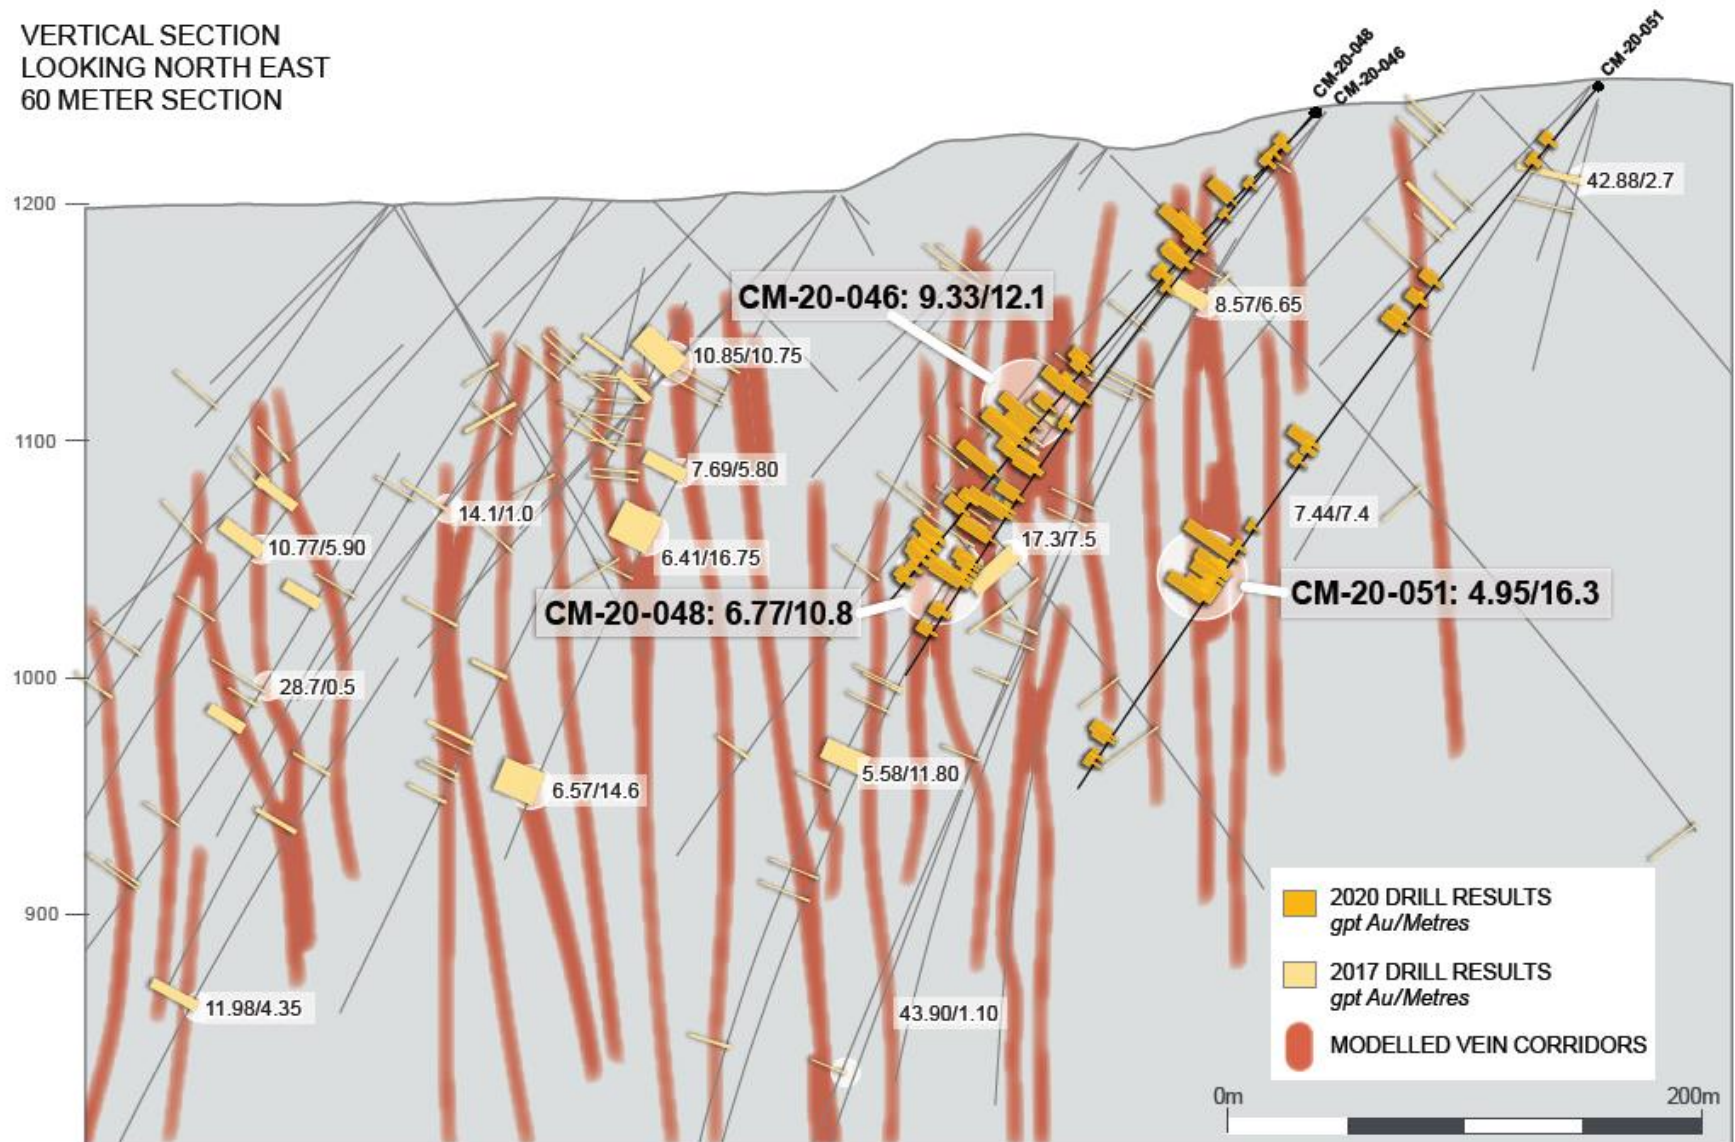 VERTICAL SECTION
LOOKING NORTH EAST
60 METER SECTION
CM-20-048
CM-20-046
CM-20-051
42.88/2.7
1200
CM-20-046: 9.33/12.1
8.57/6.65
10.85/10.75
1100
7.69/5.80
14.1/1.0
7.44/7.4
10.77/5.90
17.3/7.5
6.41/16.75
CM-20-051: 4.95/16.3
CM-20-048: 6.77/10.8
1000
28.7/0.5
5.58/11.80
6.57/14.6
900
2020 DRILL RESULTS
gpt Au/Metres
2017 DRILL RESULTS
gpt Au/Metres
11.98/4.35
43.90/1.10
MODELLED VEIN CORRIDORS
0m
200m